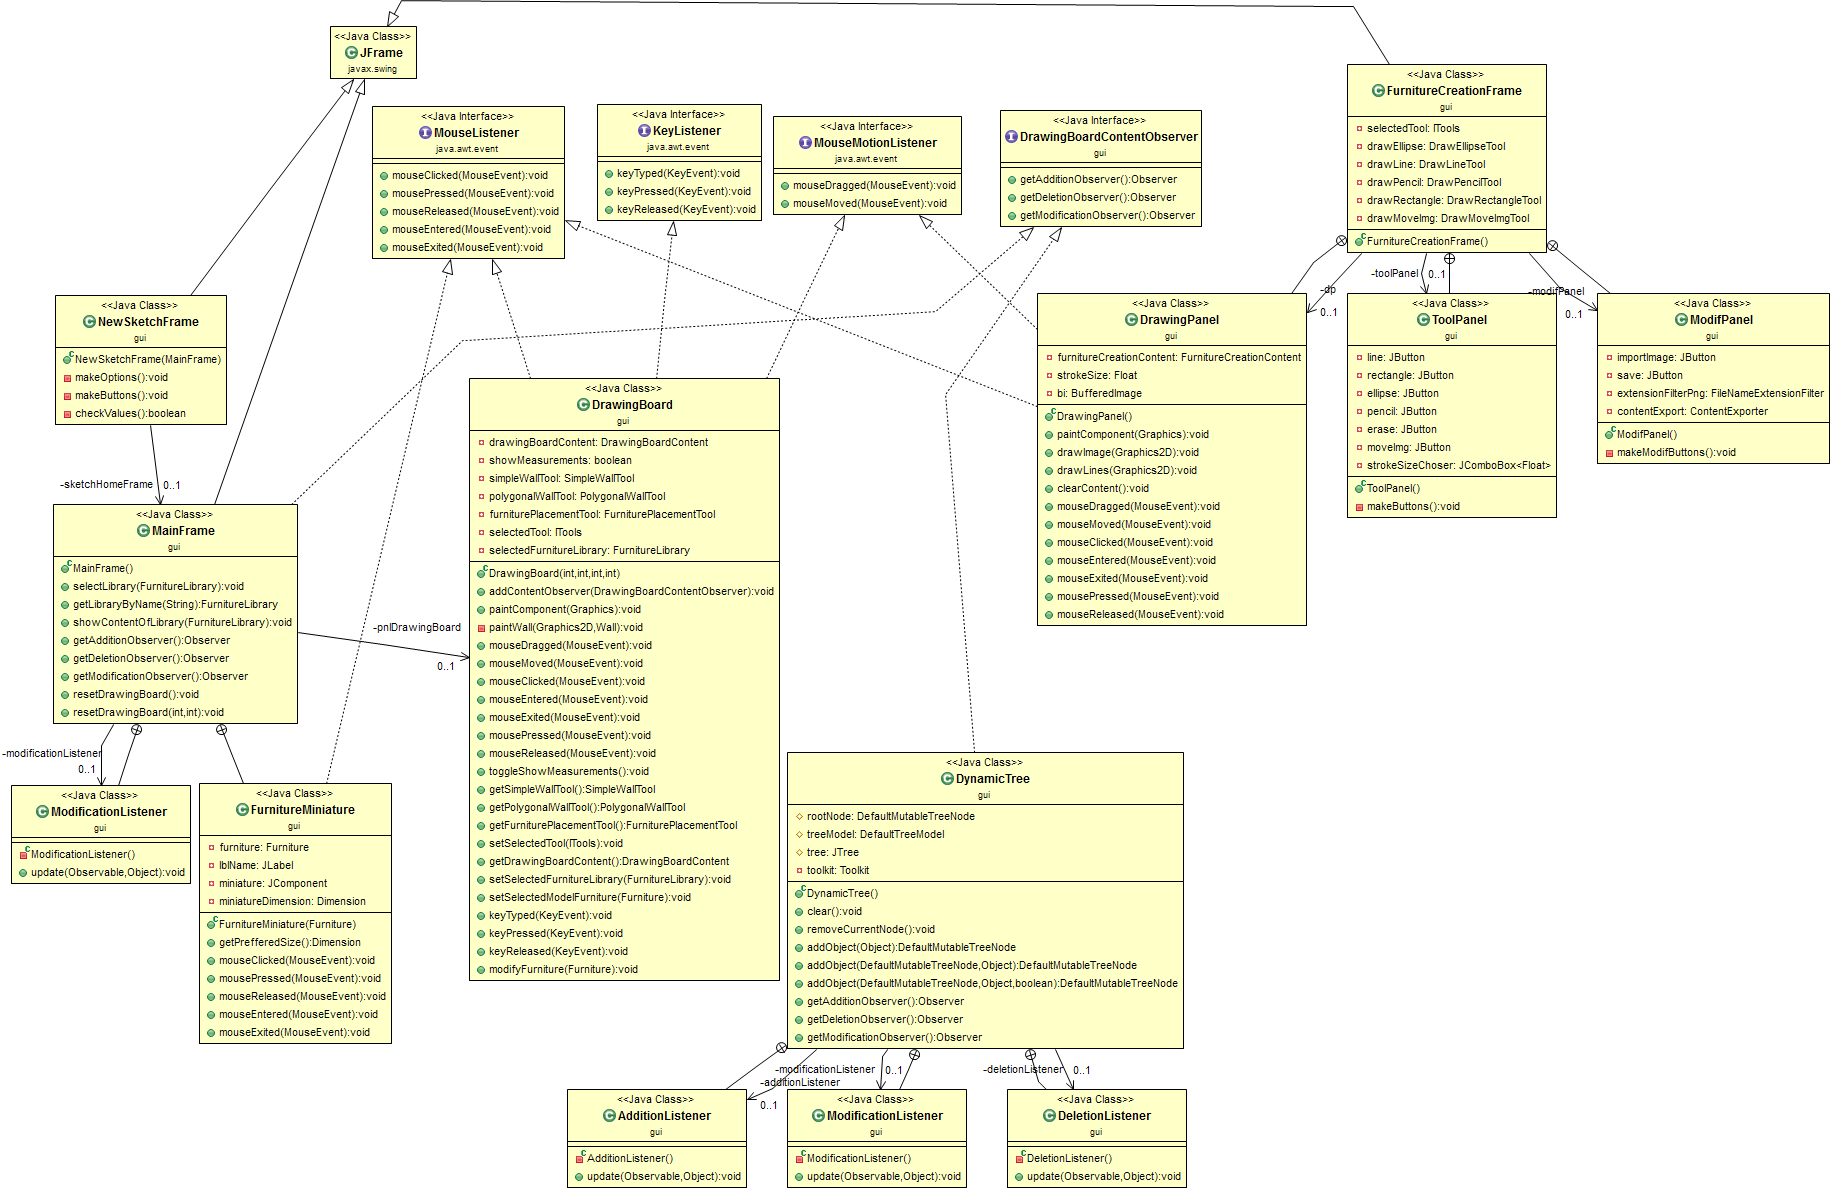 <<Java Class>>
JFrame
javax.swing
<<Java Interface>>
MouseListener
java.awt.event
mouseClicked(MouseEvent):void
mousePressed(MouseEvent):void
mouseReleased(MouseEvent):void
mouseEntered(MouseEvent):void
mouseExited(MouseEvent):void
<<Java Interface>>
KeyListener
java.awt.event
keyTyped(KeyEvent):void
keyPressed(KeyEvent):void
keyReleased(KeyEvent):void
<<Java Interface>>
MouseMotionListener
java.awt.event
mouseDragged(MouseEvent):void
mouseMoved(MouseEvent):void
<<Java Interface>>
DrawingBoardContentObserver
gui
getAdditionObserver():Observer
getDeletionObserver():Observer
getModificationObserver():Observer
<<Java Class>>
FurnitureCreationFrame
gui
selectedTool: ITools
drawEllipse: DrawEllipseTool
drawLine: DrawLineTool
drawPencil: DrawPencilTool
drawRectangle: DrawRectangleTool
drawMoveImg: DrawMoveImgTool
FurnitureCreationFrame()
-dp
0..1
-toolPanel
0..1
-modifPanel
0..1
<<Java Class>>
NewSketchFrame
gui
NewSketchFrame(MainFrame)
makeOptions():void
makeButtons():void
checkValues():boolean
-sketchHomeFrame
0..1
<<Java Class>>
DrawingPanel
gui
furnitureCreationContent: FurnitureCreationContent
strokeSize: Float
bi: BufferedImage
DrawingPanel()
paintComponent(Graphics):void
drawImage(Graphics2D):void
drawLines(Graphics2D):void
clearContent():void
mouseDragged(MouseEvent):void
mouseMoved(MouseEvent):void
mouseClicked(MouseEvent):void
mouseEntered(MouseEvent):void
mouseExited(MouseEvent):void
mousePressed(MouseEvent):void
mouseReleased(MouseEvent):void
<<Java Class>>
ToolPanel
gui
line: JButton
rectangle: JButton
ellipse: JButton
pencil: JButton
erase: JButton
moveImg: JButton
strokeSizeChoser: JComboBox<Float>
ToolPanel()
makeButtons():void
<<Java Class>>
ModifPanel
gui
importImage: JButton
save: JButton
extensionFilterPng: FileNameExtensionFilter
contentExport: ContentExporter
ModifPanel()
makeModifButtons():void
<<Java Class>>
MainFrame
gui
MainFrame()
selectLibrary(FurnitureLibrary):void
getLibraryByName(String):FurnitureLibrary
showContentOfLibrary(FurnitureLibrary):void
getAdditionObserver():Observer
getDeletionObserver():Observer
getModificationObserver():Observer
resetDrawingBoard():void
resetDrawingBoard(int,int):void
-pnlDrawingBoard
0..1
-modificationListener
0..1
<<Java Class>>
DrawingBoard
gui
drawingBoardContent: DrawingBoardContent
showMeasurements: boolean
simpleWallTool: SimpleWallTool
polygonalWallTool: PolygonalWallTool
furniturePlacementTool: FurniturePlacementTool
selectedTool: ITools
selectedFurnitureLibrary: FurnitureLibrary
DrawingBoard(int,int,int,int)
addContentObserver(DrawingBoardContentObserver):void
paintComponent(Graphics):void
paintWall(Graphics2D,Wall):void
mouseDragged(MouseEvent):void
mouseMoved(MouseEvent):void
mouseClicked(MouseEvent):void
mouseEntered(MouseEvent):void
mouseExited(MouseEvent):void
mousePressed(MouseEvent):void
mouseReleased(MouseEvent):void
toggleShowMeasurements():void
getSimpleWallTool():SimpleWallTool
getPolygonalWallTool():PolygonalWallTool
getFurniturePlacementTool():FurniturePlacementTool
setSelectedTool(ITools):void
getDrawingBoardContent():DrawingBoardContent
setSelectedFurnitureLibrary(FurnitureLibrary):void
setSelectedModelFurniture(Furniture):void
keyTyped(KeyEvent):void
keyPressed(KeyEvent):void
keyReleased(KeyEvent):void
modifyFurniture(Furniture):void
<<Java Class>>
ModificationListener
gui
ModificationListener()
update(Observable,Object):void
<<Java Class>>
FurnitureMiniature
gui
furniture: Furniture
lblName: JLabel
miniature: JComponent
miniatureDimension: Dimension
FurnitureMiniature(Furniture)
getPrefferedSize():Dimension
mouseClicked(MouseEvent):void
mousePressed(MouseEvent):void
mouseReleased(MouseEvent):void
mouseEntered(MouseEvent):void
mouseExited(MouseEvent):void
<<Java Class>>
DynamicTree
gui
rootNode: DefaultMutableTreeNode
treeModel: DefaultTreeModel
tree: JTree
toolkit: Toolkit
DynamicTree()
clear():void
removeCurrentNode():void
addObject(Object):DefaultMutableTreeNode
addObject(DefaultMutableTreeNode,Object):DefaultMutableTreeNode
addObject(DefaultMutableTreeNode,Object,boolean):DefaultMutableTreeNode
getAdditionObserver():Observer
getDeletionObserver():Observer
getModificationObserver():Observer
-modificationListener
0..1
-additionListener
0..1
-deletionListener
0..1
<<Java Class>>
AdditionListener
gui
AdditionListener()
update(Observable,Object):void
<<Java Class>>
ModificationListener
gui
ModificationListener()
update(Observable,Object):void
<<Java Class>>
DeletionListener
gui
DeletionListener()
update(Observable,Object):void